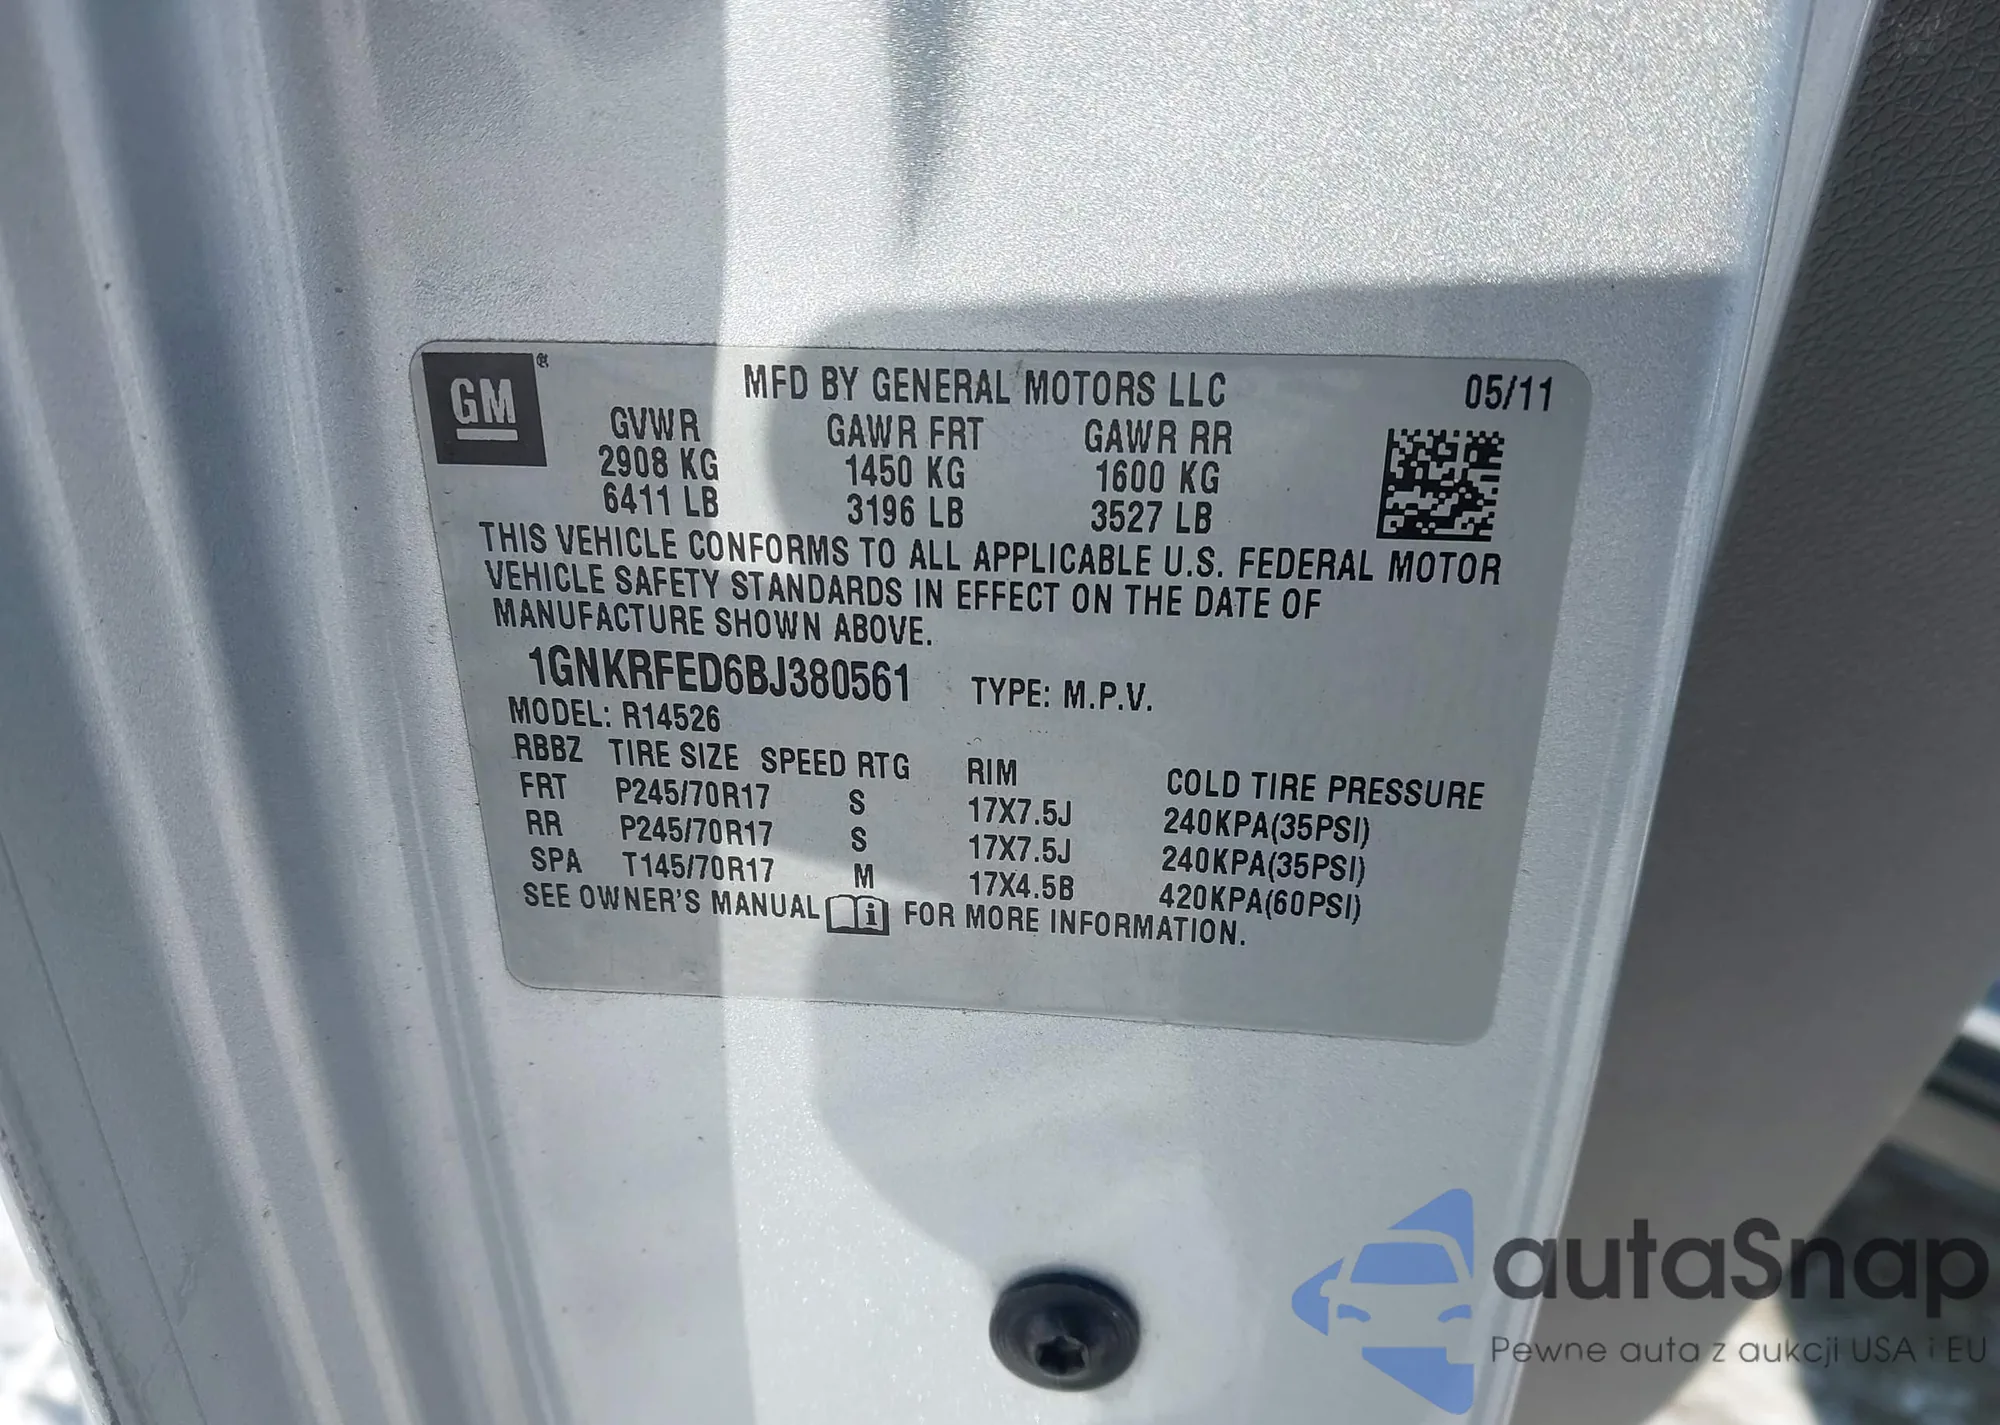 GM®
MFD BY GENERAL MOTORS LLC 05/11
GVWR GAWR FRT GAWR RR
2908 KG 1450 KG 1600 KG
6411 LB 3196 LB 3527 LB
THIS VEHICLE CONFORMS TO ALL APPLICABLE U.S. FEDERAL MOTOR
VEHICLE SAFETY STANDARDS IN EFFECT ON THE DATE OF
MANUFACTURE SHOWN ABOVE.
1GNKRFED6BJ380561 TYPE: M.P.V.
MODEL: R14526
RBBZ TIRE SIZE SPEED RTG RIM COLD TIRE PRESSURE
FRT P245/70R17 S 17X7.5J 240KPA(35PSI)
RR P245/70R17 S 17X7.5J 240KPA(35PSI)
SPA T145/70R17 M 17X4.5B 420KPA(60PSI)
SEE OWNER'S MANUAL i FOR MORE INFORMATION.
autaSnap
Pewne auta z aukcji USA i EU